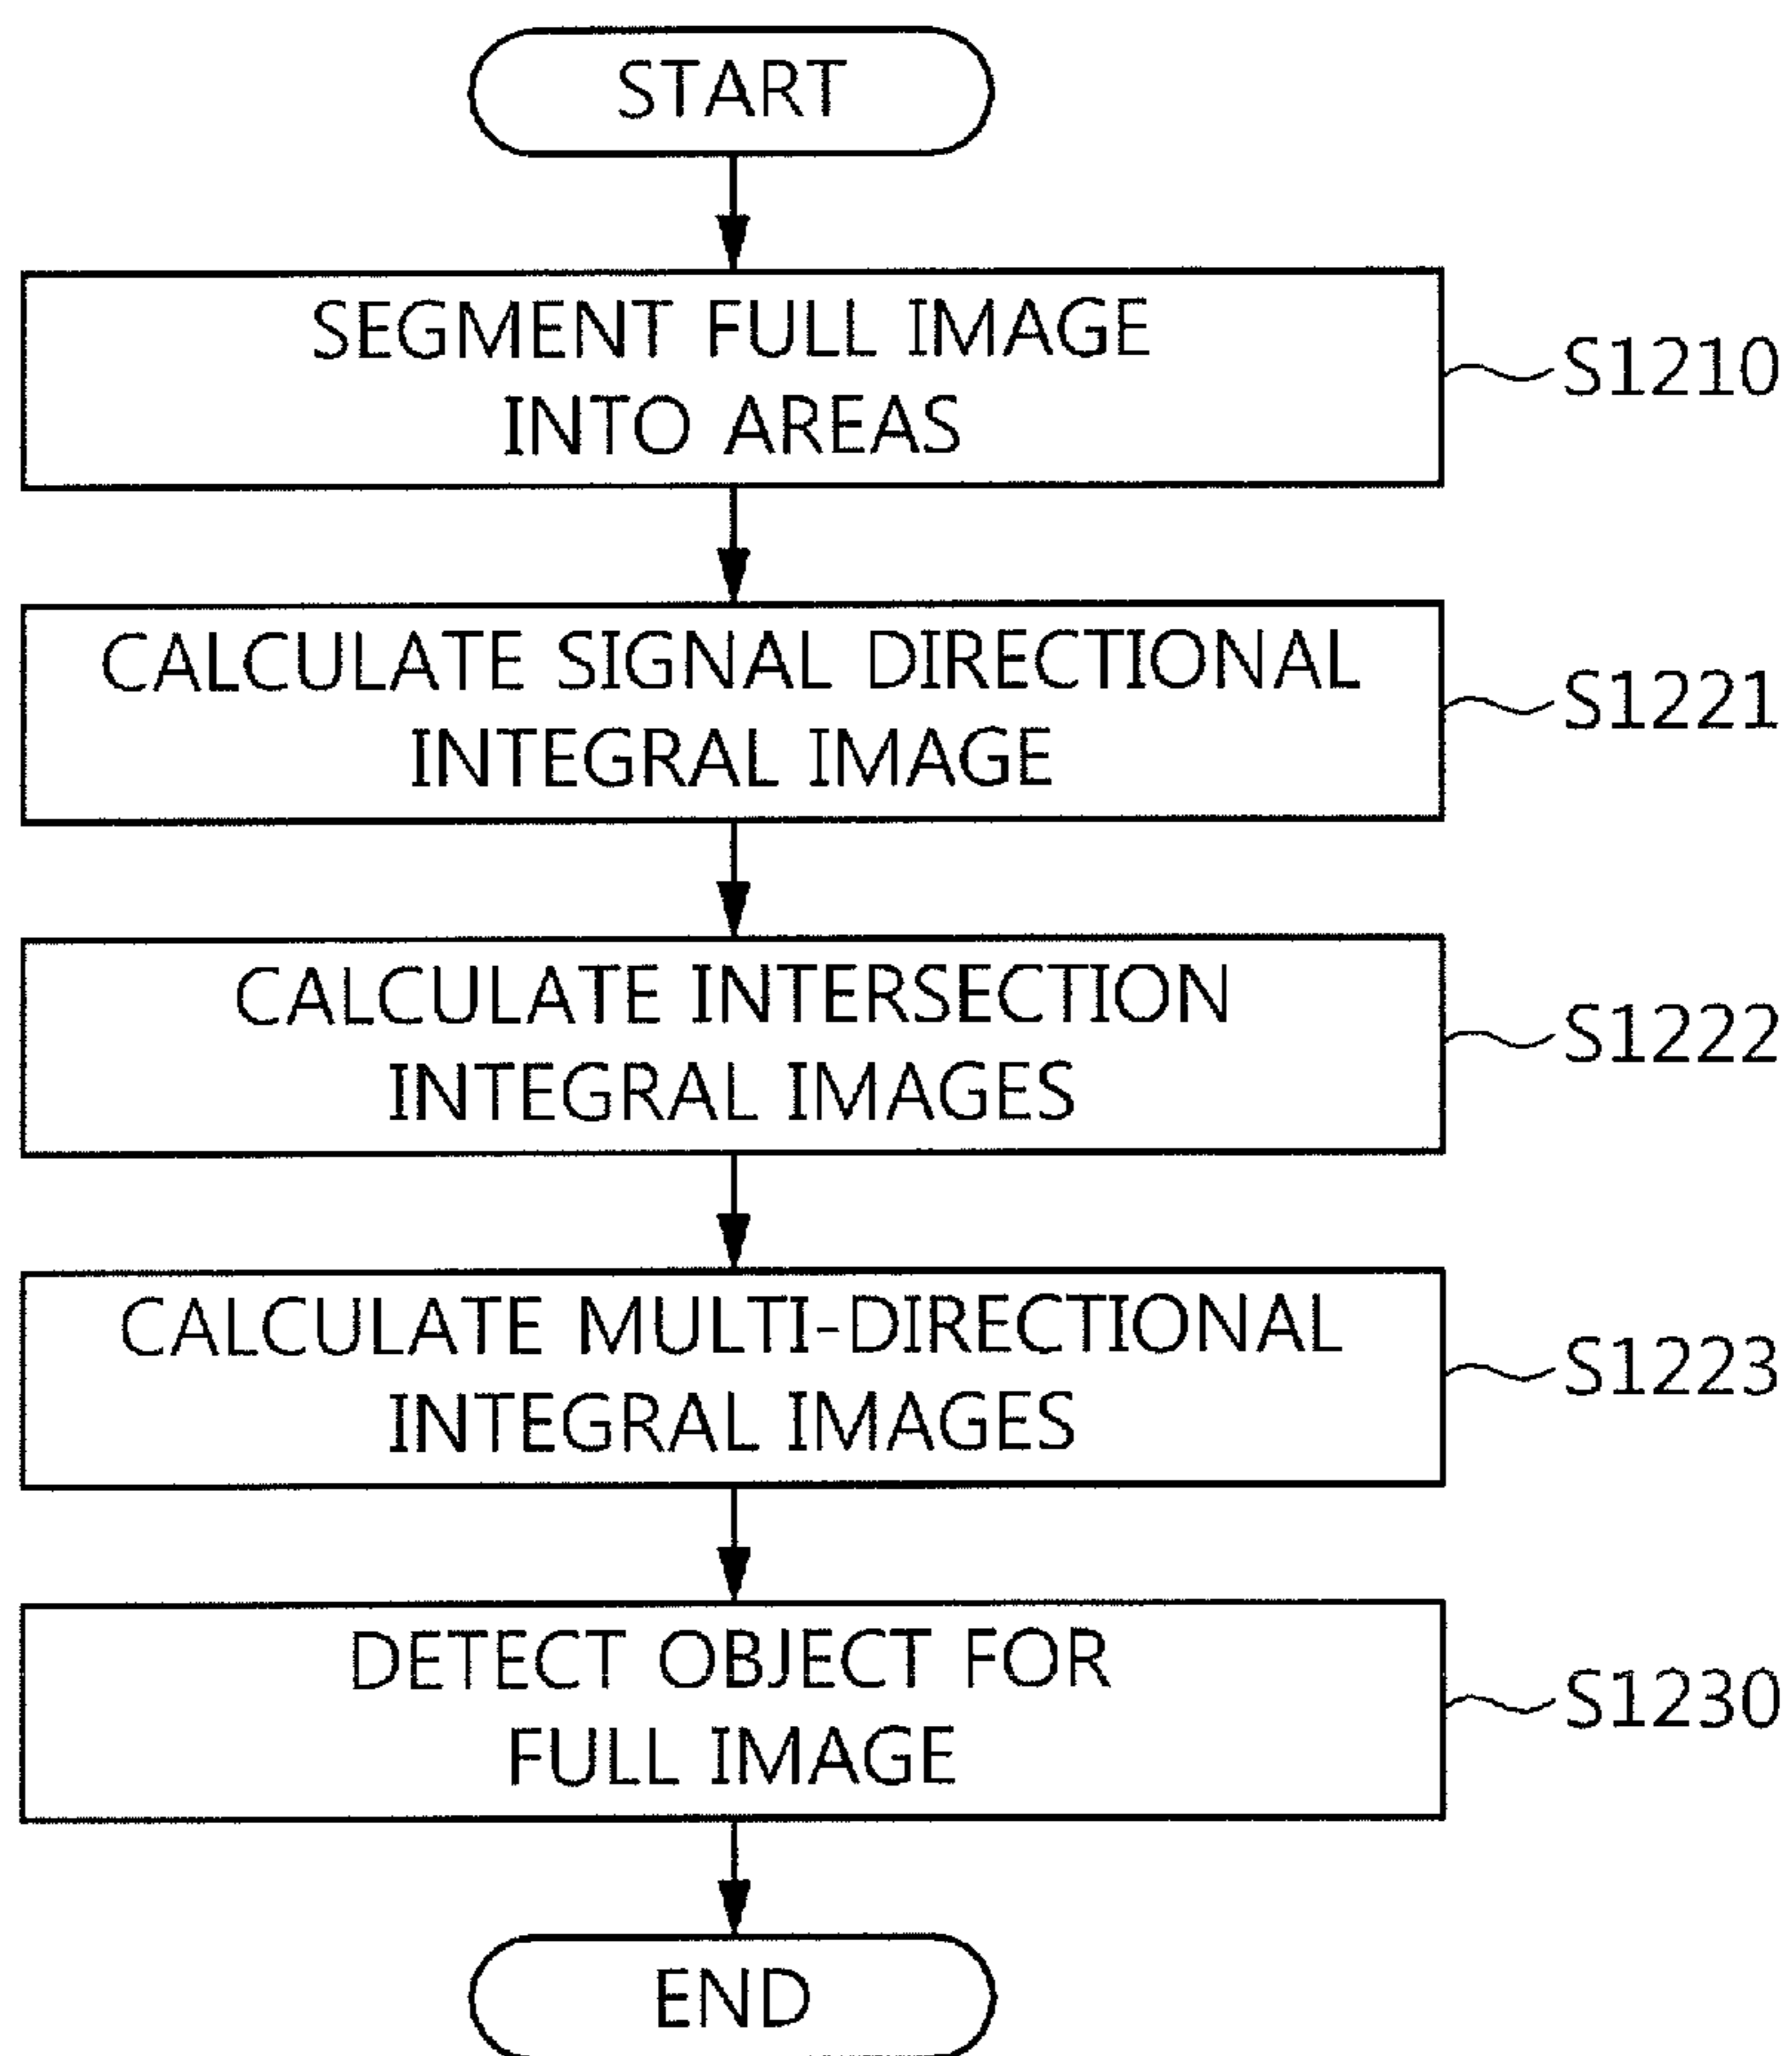 START
SEGMENT FULL IMAGE
INTO AREAS
S1210
CALCULATE SIGNAL DIRECTIONAL
INTEGRAL IMAGE
S1221
CALCULATE INTERSECTION
INTEGRAL IMAGES
S1222
CALCULATE MULTI-DIRECTIONAL
INTEGRAL IMAGES
S1223
DETECT OBJECT FOR
FULL IMAGE
S1230
END